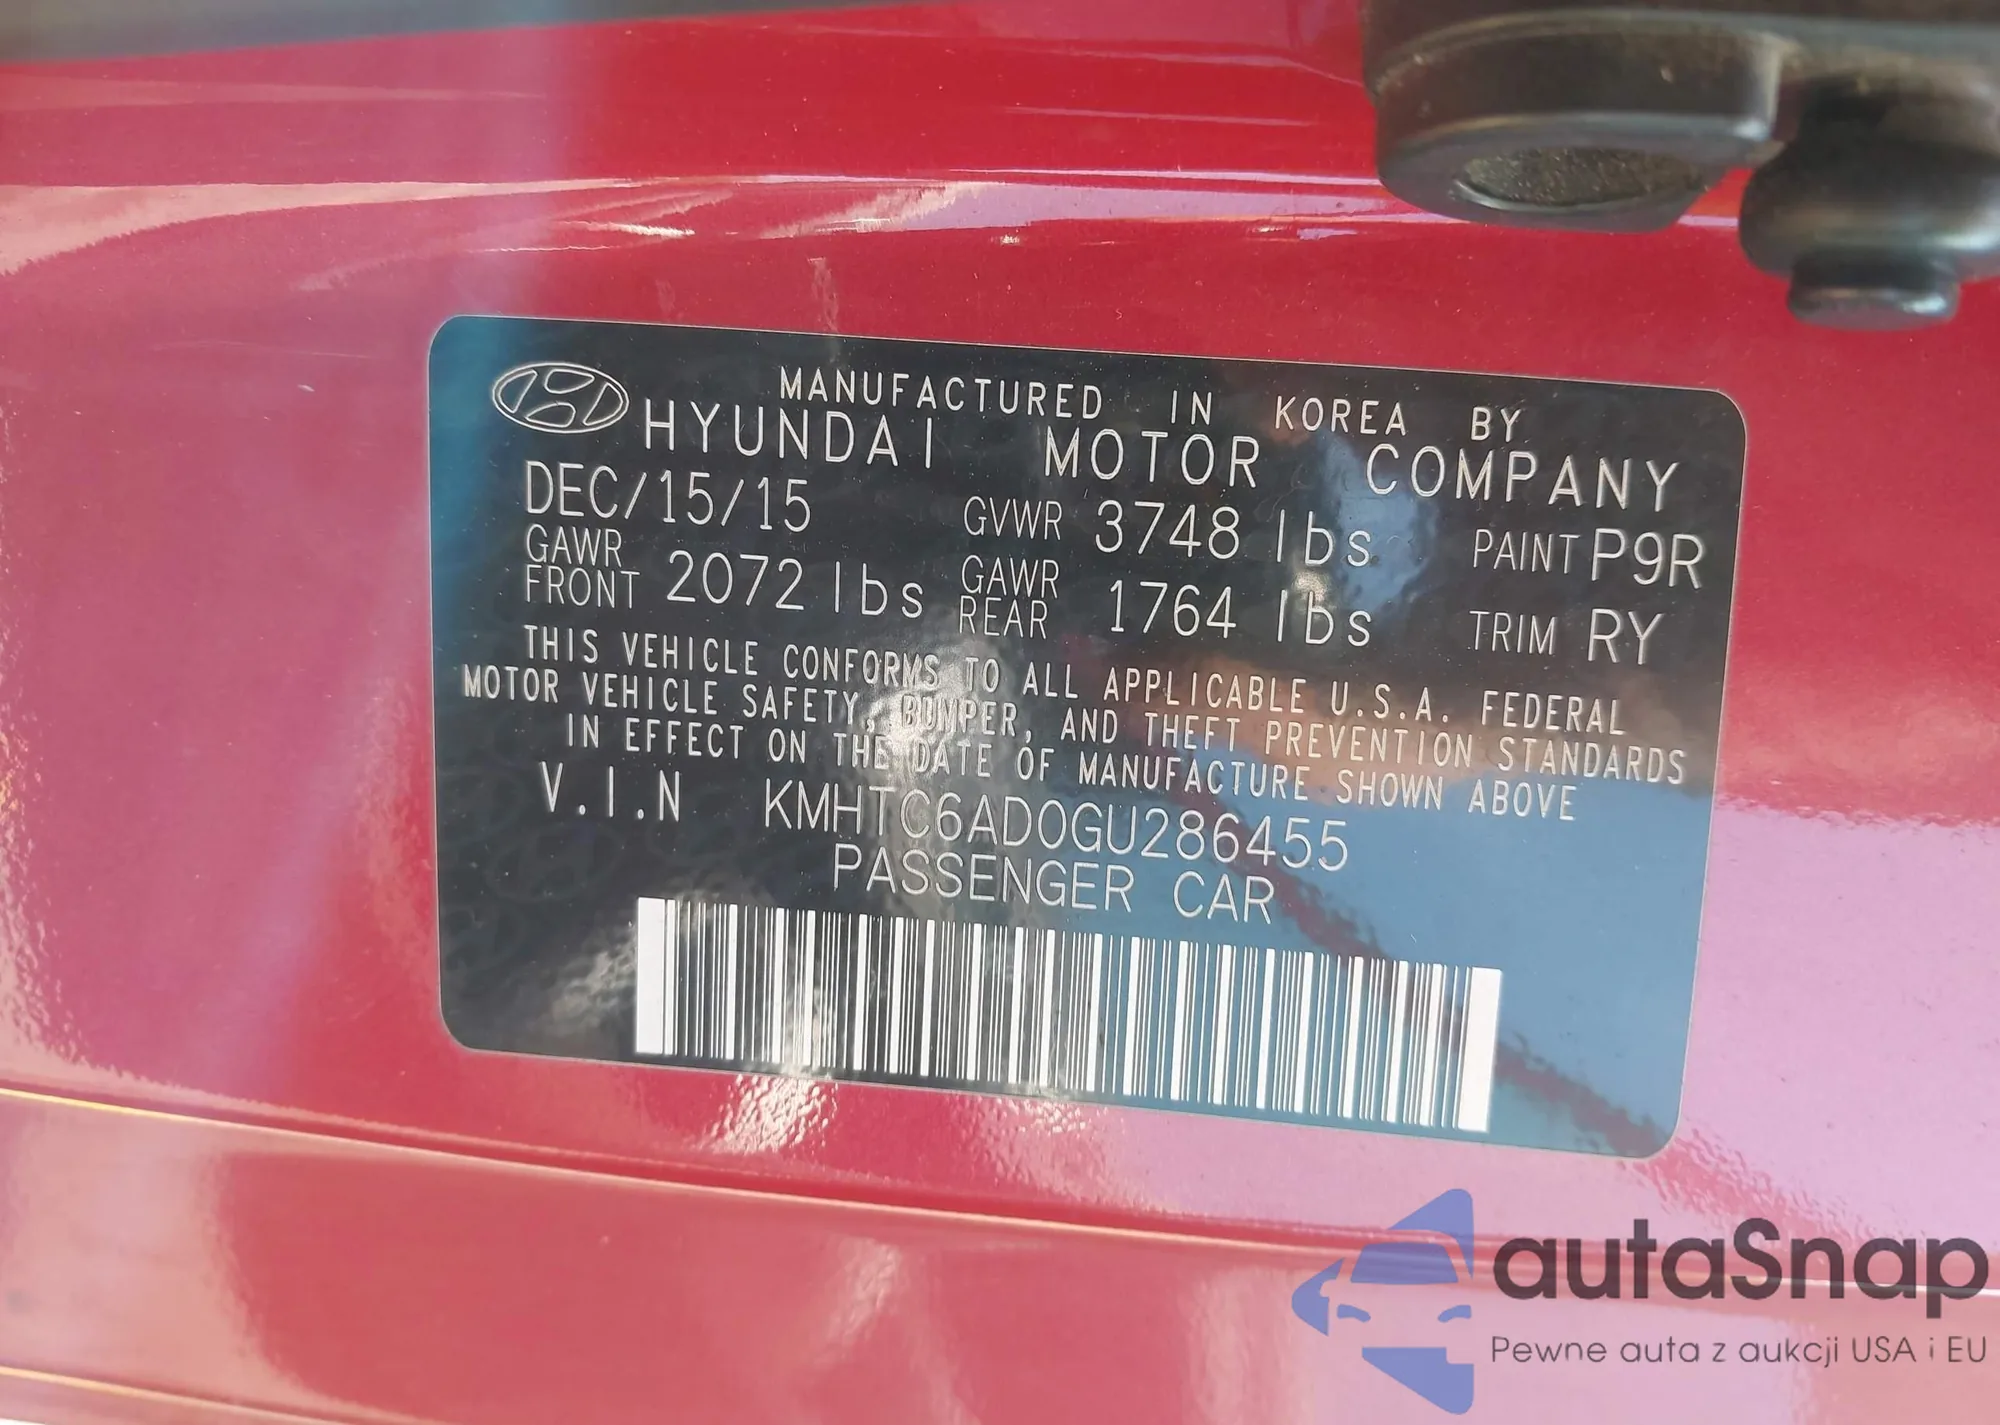 MANUFACTURED IN KOREA BY
HYUNDAI MOTOR COMPANY
DEC/15/15 GVWR 3748 lbs PAINT P9R
GAWR FRONT 2072 lbs GAWR REAR 1764 lbs TRIM RY
THIS VEHICLE CONFORMS TO ALL APPLICABLE U.S.A. FEDERAL
MOTOR VEHICLE SAFETY, BUMPER, AND THEFT PREVENTION STANDARDS
IN EFFECT ON THE DATE OF MANUFACTURE SHOWN ABOVE
V.I.N KMHTC6AD0GU286455
PASSENGER CAR
autaSnap
Pewne auta z aukcji USA i EU